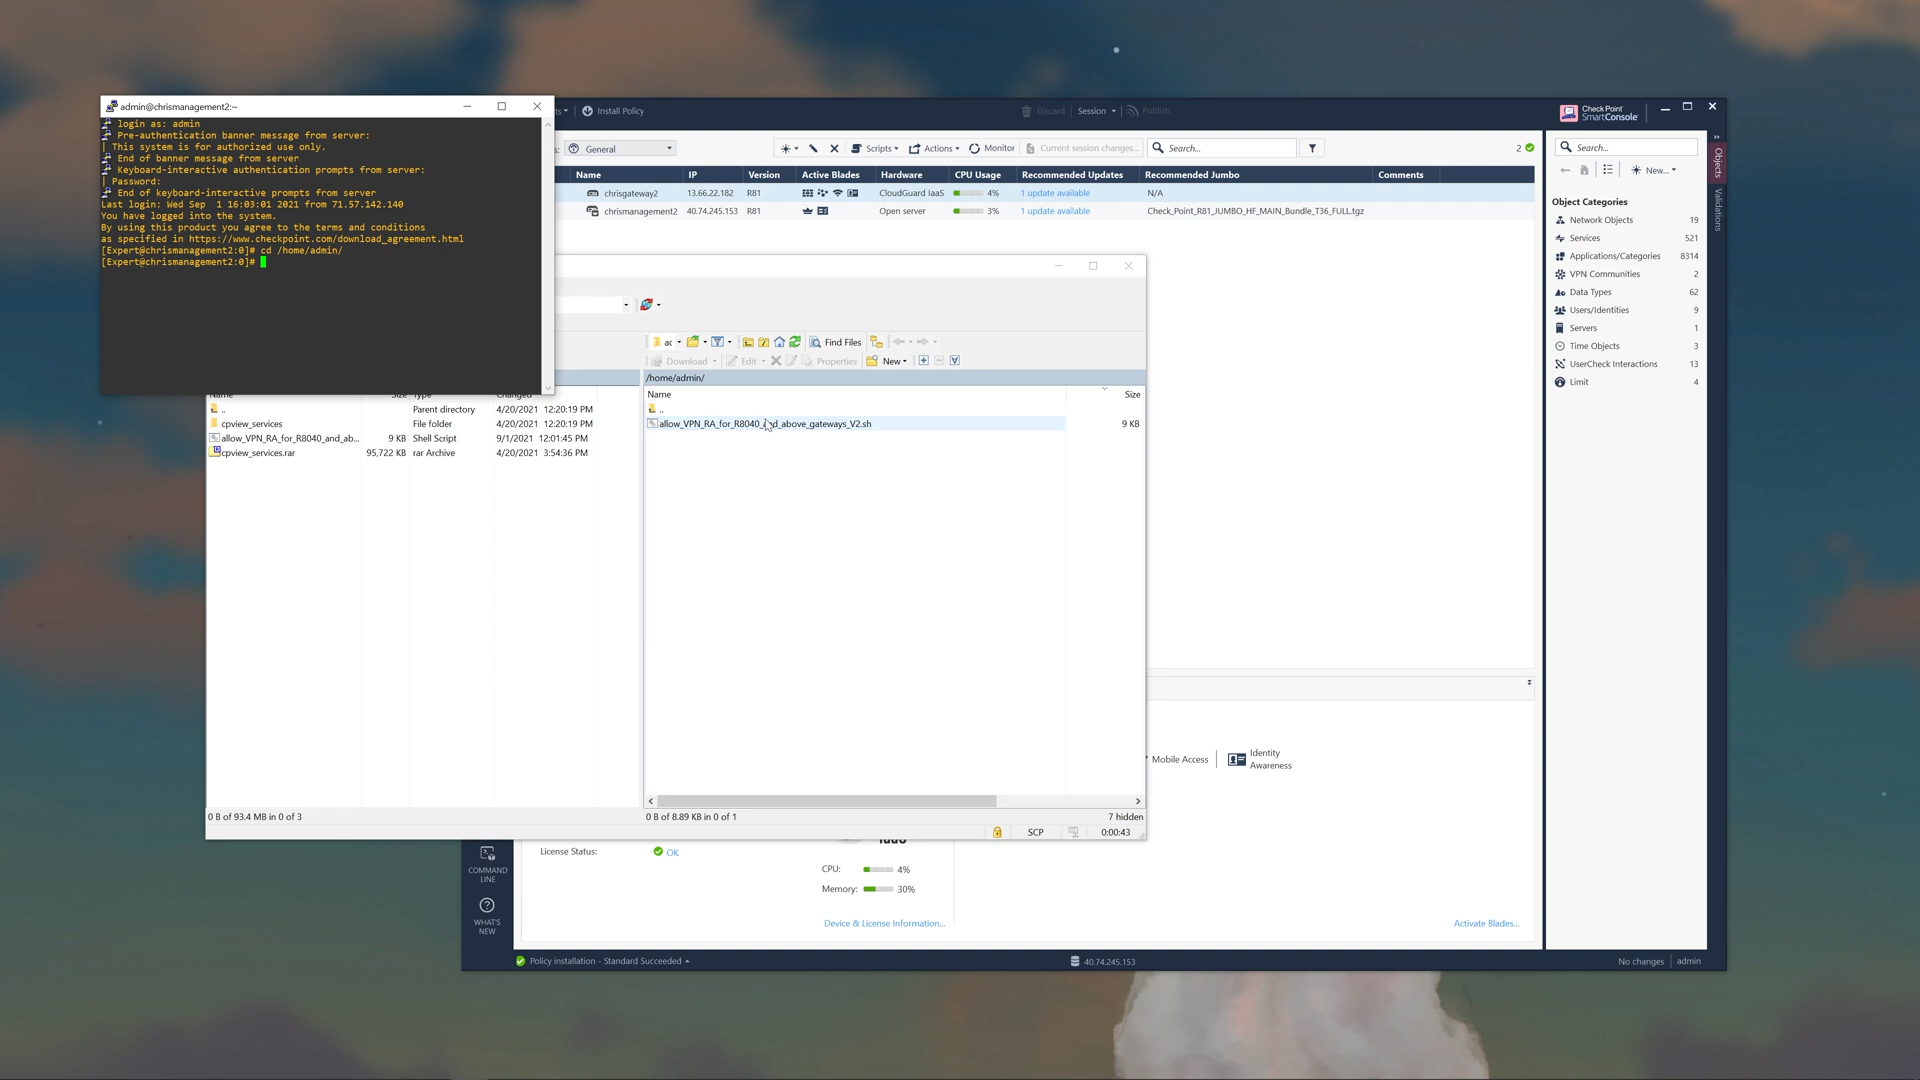 admin@chrismanagement2:~
login as: admin
Pre-authentication banner message from server:
| This system is for authorized use only.
End of banner message from server
Keyboard-interactive authentication prompts from server:
| Password:
End of keyboard-interactive prompts from server
Last login: Wed Sep  1 16:03:01 2021 from 71.57.142.140
You have logged into the system.
By using this product you agree to the terms and conditions
as specified in https://www.checkpoint.com/download_agreement.html
[Expert@chrismanagement2:0]# cd /home/admin/
[Expert@chrismanagement2:0]#
Install Policy
Discard
Session
Publish
Check Point
SmartConsole
General
Scripts
Actions
Monitor
Current session changes...
Search...
2
Name IP Version Active Blades Hardware CPU Usage Recommended Updates Recommended Jumbo Comments
chrisgateway2 13.66.22.182 R81 CloudGuard IaaS 4% 1 update available N/A
chrismanagement2 40.74.245.153 R81 Open server 3% 1 update available Check_Point_R81_JUMBO_HF_MAIN_Bundle_T36_FULL.tgz
Search...
New...
Object Categories
Network Objects 19
Services 521
Applications/Categories 8314
VPN Communities 2
Data Types 62
Users/Identities 9
Servers 1
Time Objects 3
UserCheck Interactions 13
Limit 4
Objects
Validations
Find Files
Download
Edit
Properties
New
/home/admin/
Name Size Type Changed
.. Parent directory 4/20/2021 12:20:19 PM
cpview_services File folder 4/20/2021 12:20:19 PM
allow_VPN_RA_for_R8040_and_ab... 9 KB Shell Script 9/1/2021 12:01:45 PM
cpview_services.rar 95,722 KB rar Archive 4/20/2021 3:54:36 PM
Name Size
..
allow_VPN_RA_for_R8040_and_above_gateways_V2.sh 9 KB
0 B of 93.4 MB in 0 of 3
0 B of 8.89 KB in 0 of 1
7 hidden
SCP
0:00:43
Mobile Access
Identity
Awareness
COMMAND
LINE
WHAT'S
NEW
License Status: OK
CPU: 4%
Memory: 30%
Device & License Information...
Activate Blades...
Policy installation - Standard Succeeded
40.74.245.153
No changes
admin